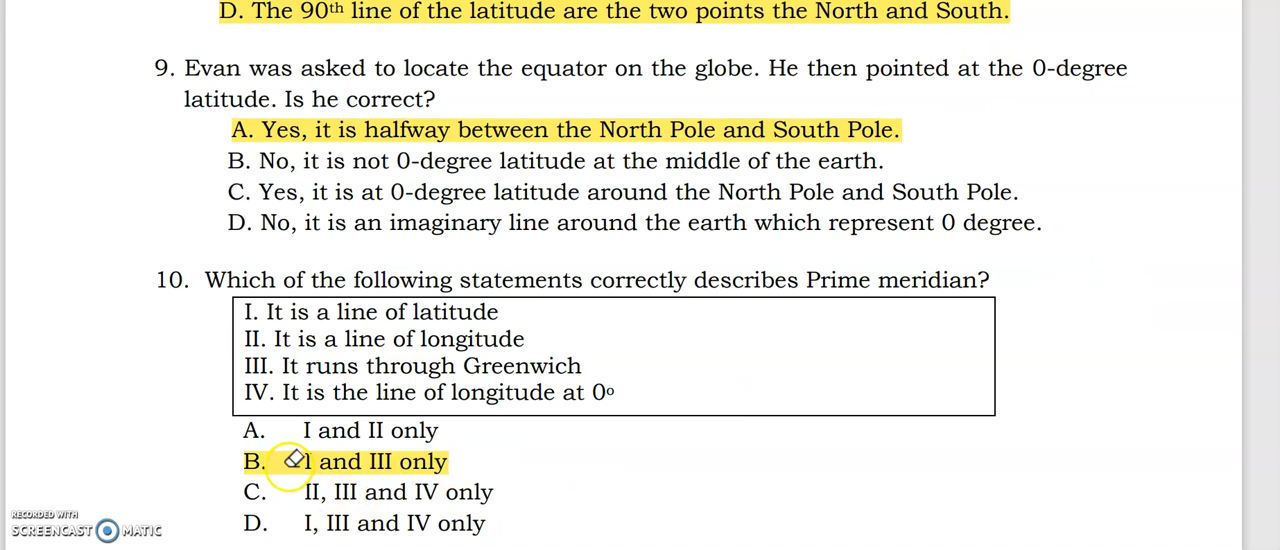 D. The 90th line of the latitude are the two points the North and South.
9. Evan was asked to locate the equator on the globe. He then pointed at the 0-degree
latitude. Is he correct?
A. Yes, it is halfway between the North Pole and South Pole.
B. No, it is not 0-degree latitude at the middle of the earth.
C. Yes, it is at 0-degree latitude around the North Pole and South Pole.
D. No, it is an imaginary line around the earth which represent 0 degree.
10. Which of the following statements correctly describes Prime meridian?
I. It is a line of latitude
II. It is a line of longitude
III. It runs through Greenwich
IV. It is the line of longitude at 0º
A. I and II only
B. I and III only
C. II, III and IV only
D. I, III and IV only
RECORDED WITH
SCREENCAST MATIC